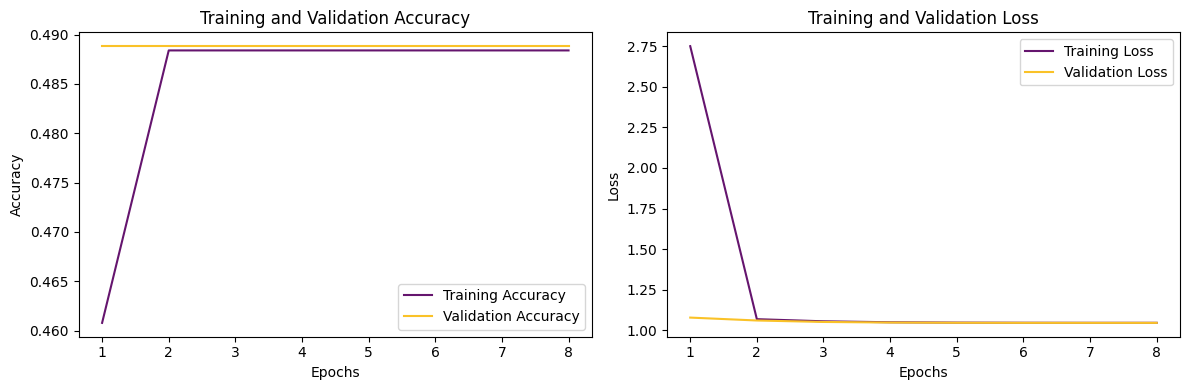 Training and Validation Accuracy
0.490
0.485
0.480
0.475
0.470
0.465
0.460
Accuracy
1 2 3 4 5 6 7 8
Epochs
Training Accuracy
Validation Accuracy
Training and Validation Loss
2.75
2.50
2.25
2.00
1.75
1.50
1.25
1.00
Loss
1 2 3 4 5 6 7 8
Epochs
Training Loss
Validation Loss